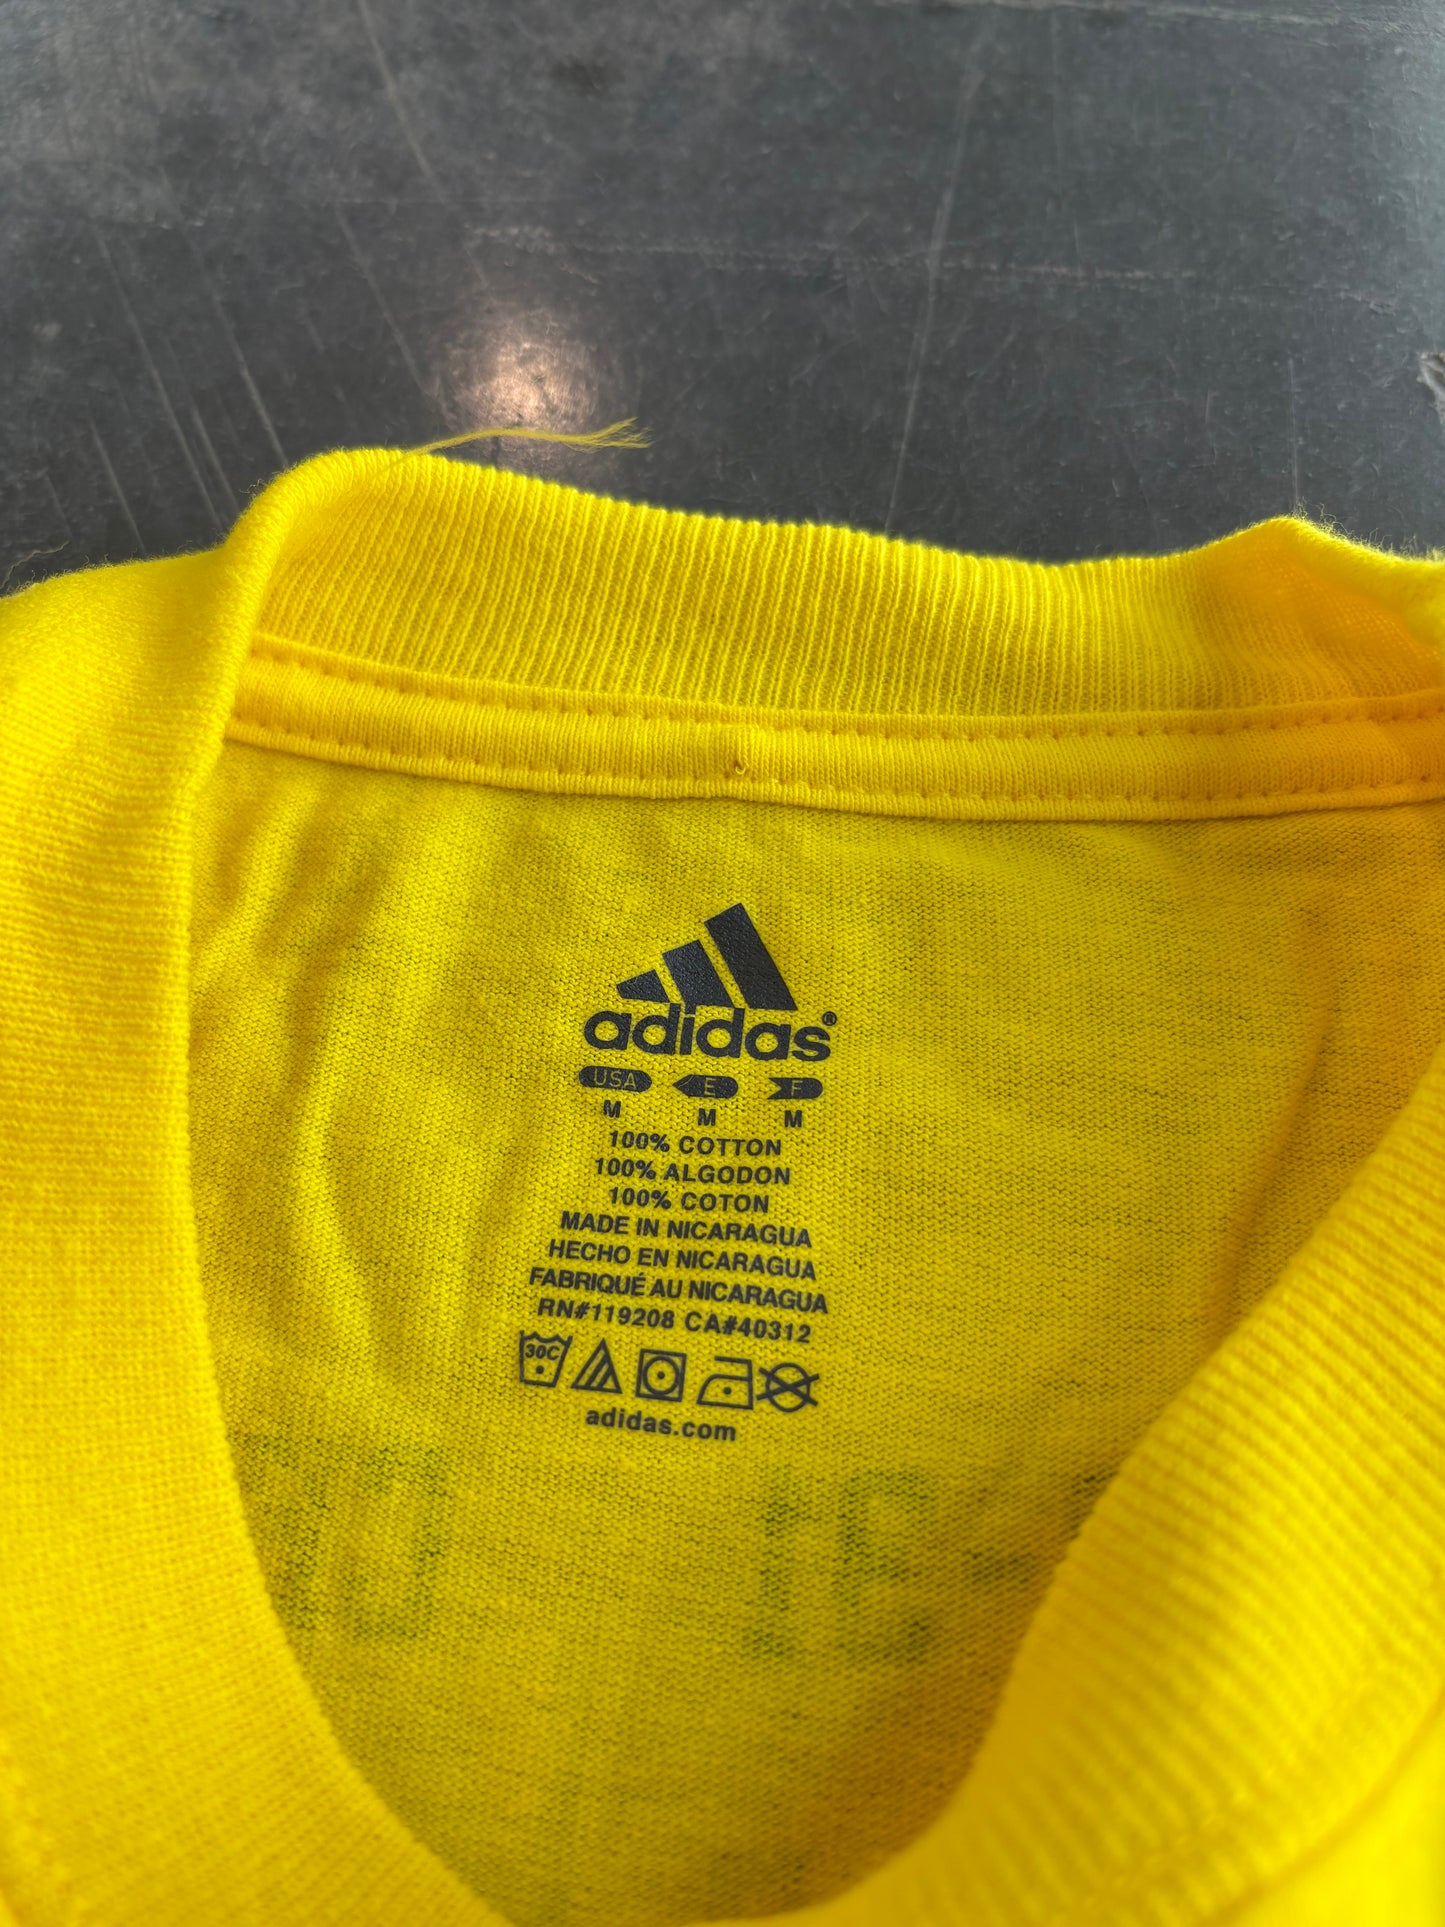 adidas®
USA E F
M M M
100% COTTON
100% ALGODON
100% COTON
MADE IN NICARAGUA
HECHO EN NICARAGUA
FABRIQUÉ AU NICARAGUA
RN#119208 CA#40312
30C
adidas.com